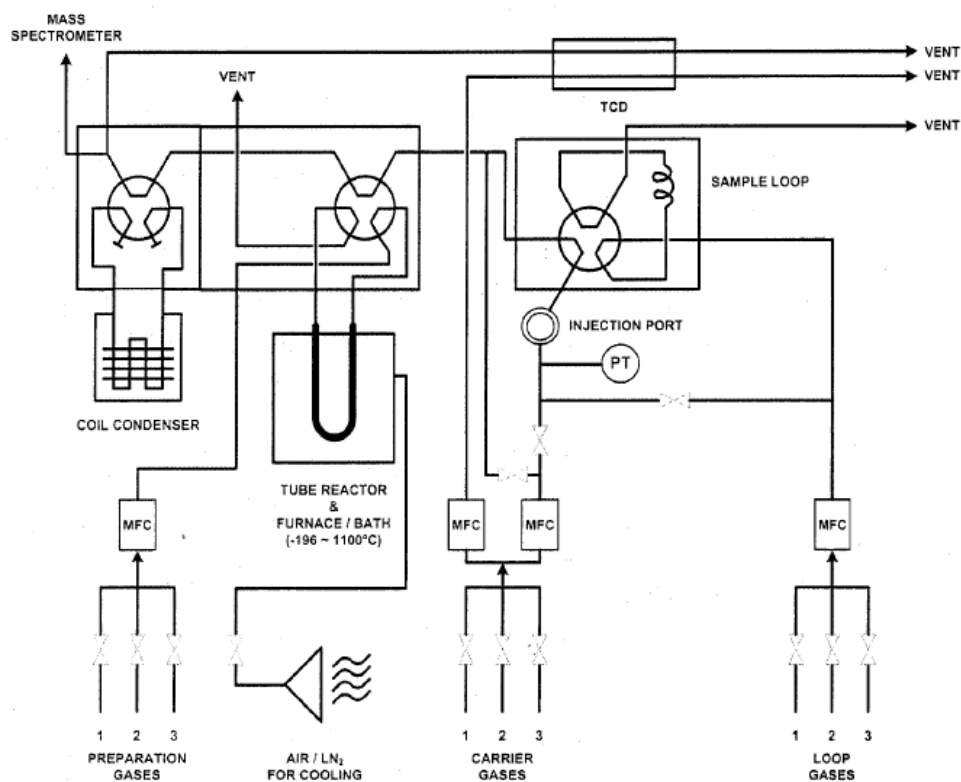 MASS
SPECTROMETER
VENT
VENT
VENT
TCD
VENT
SAMPLE LOOP
INJECTION PORT
PT
COIL CONDENSER
TUBE REACTOR
&
FURNACE / BATH
(-196 ~ 1100°C)
MFC
MFC
MFC
MFC
1 2 3
PREPARATION
GASES
AIR / LN₂
FOR COOLING
1 2 3
CARRIER
GASES
1 2 3
LOOP
GASES